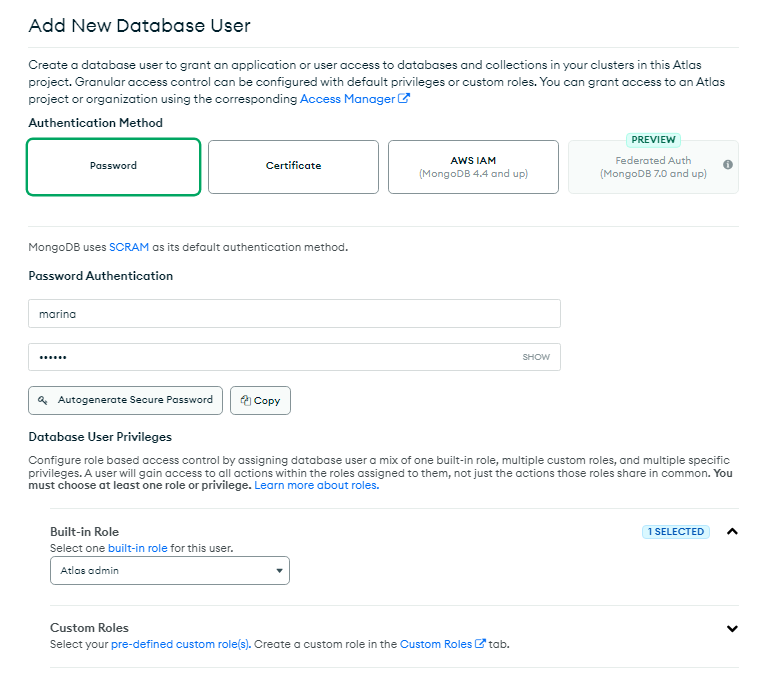 Add New Database User
Create a database user to grant an application or user access to databases and collections in your clusters in this Atlas
project. Granular access control can be configured with default privileges or custom roles. You can grant access to an Atlas
project or organization using the corresponding Access Manager
Authentication Method
PREVIEW
Password
Certificate
AWS IAM
(MongoDB 4.4 and up)
Federated Auth
(MongoDB 7.0 and up)
MongoDB uses SCRAM as its default authentication method.
Password Authentication
marina
•••••• SHOW
Autogenerate Secure Password
Copy
Database User Privileges
Configure role based access control by assigning database user a mix of one built-in role, multiple custom roles, and multiple specific
privileges. A user will gain access to all actions within the roles assigned to them, not just the actions those roles share in common. You
must choose at least one role or privilege. Learn more about roles.
Built-in Role
1 SELECTED
Select one built-in role for this user.
Atlas admin
Custom Roles
Select your pre-defined custom role(s). Create a custom role in the Custom Roles tab.